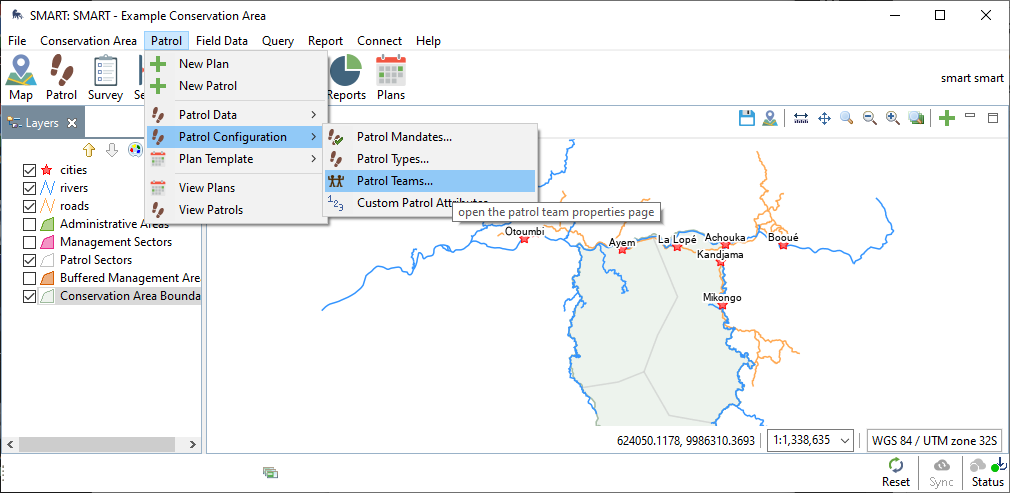 SMART: SMART - Example Conservation Area
File Conservation Area Patrol Field Data Query Report Connect Help
New Plan
New Patrol
Map Patrol Survey Reports Plans
smart smart
Patrol Data
Layers
Patrol Configuration
Patrol Mandates...
Plan Template
Patrol Types...
cities
View Plans
Patrol Teams...
rivers
Custom Patrol Attributes
roads
View Patrols
open the patrol team properties page
Administrative Areas
Management Sectors
Patrol Sectors
Buffered Management Are
Conservation Area Bounda
Otoumbi
Ayem
La Lopé
Achouka
Booué
Kandjama
Mikongo
624050.1178, 9986310.3693
1:1,338,635
WGS 84 / UTM zone 32S
Reset Sync Status